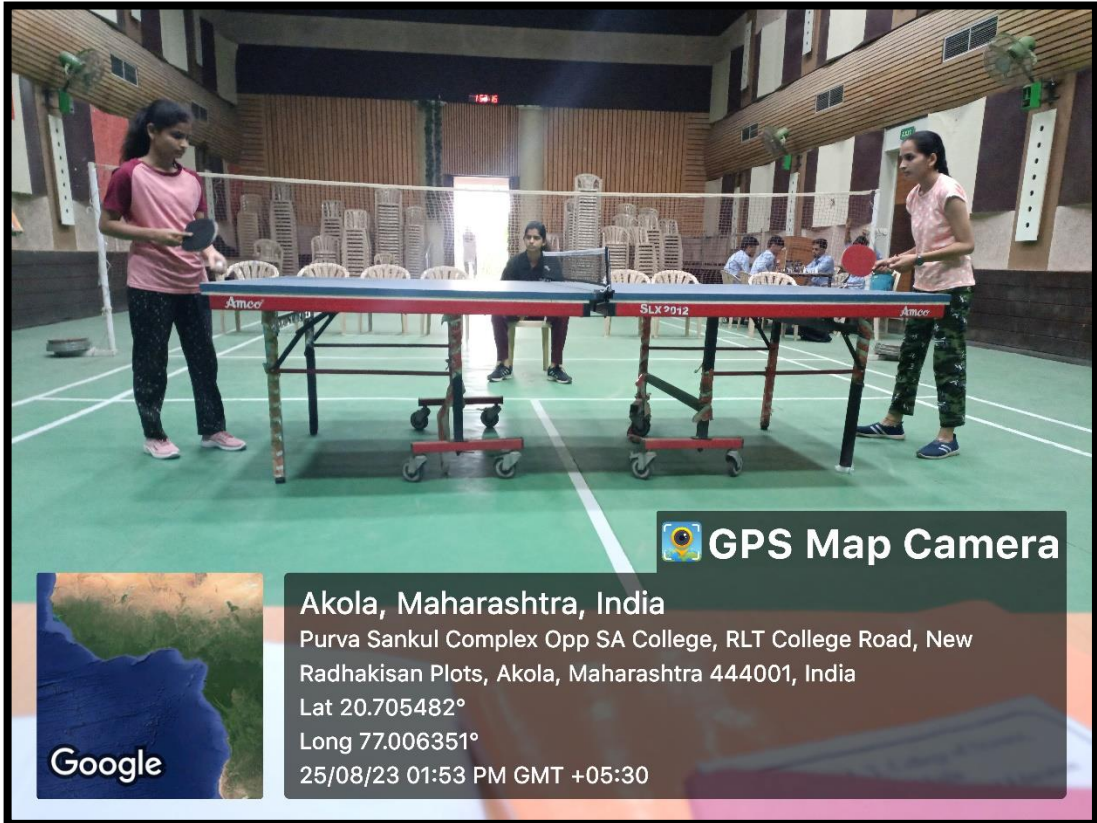 EXIT
Amco
SLX 2012
Amco
GPS Map Camera
Akola, Maharashtra, India
Purva Sankul Complex Opp SA College, RLT College Road, New
Radhakisan Plots, Akola, Maharashtra 444001, India
Lat 20.705482°
Long 77.006351°
25/08/23 01:53 PM GMT +05:30
Google